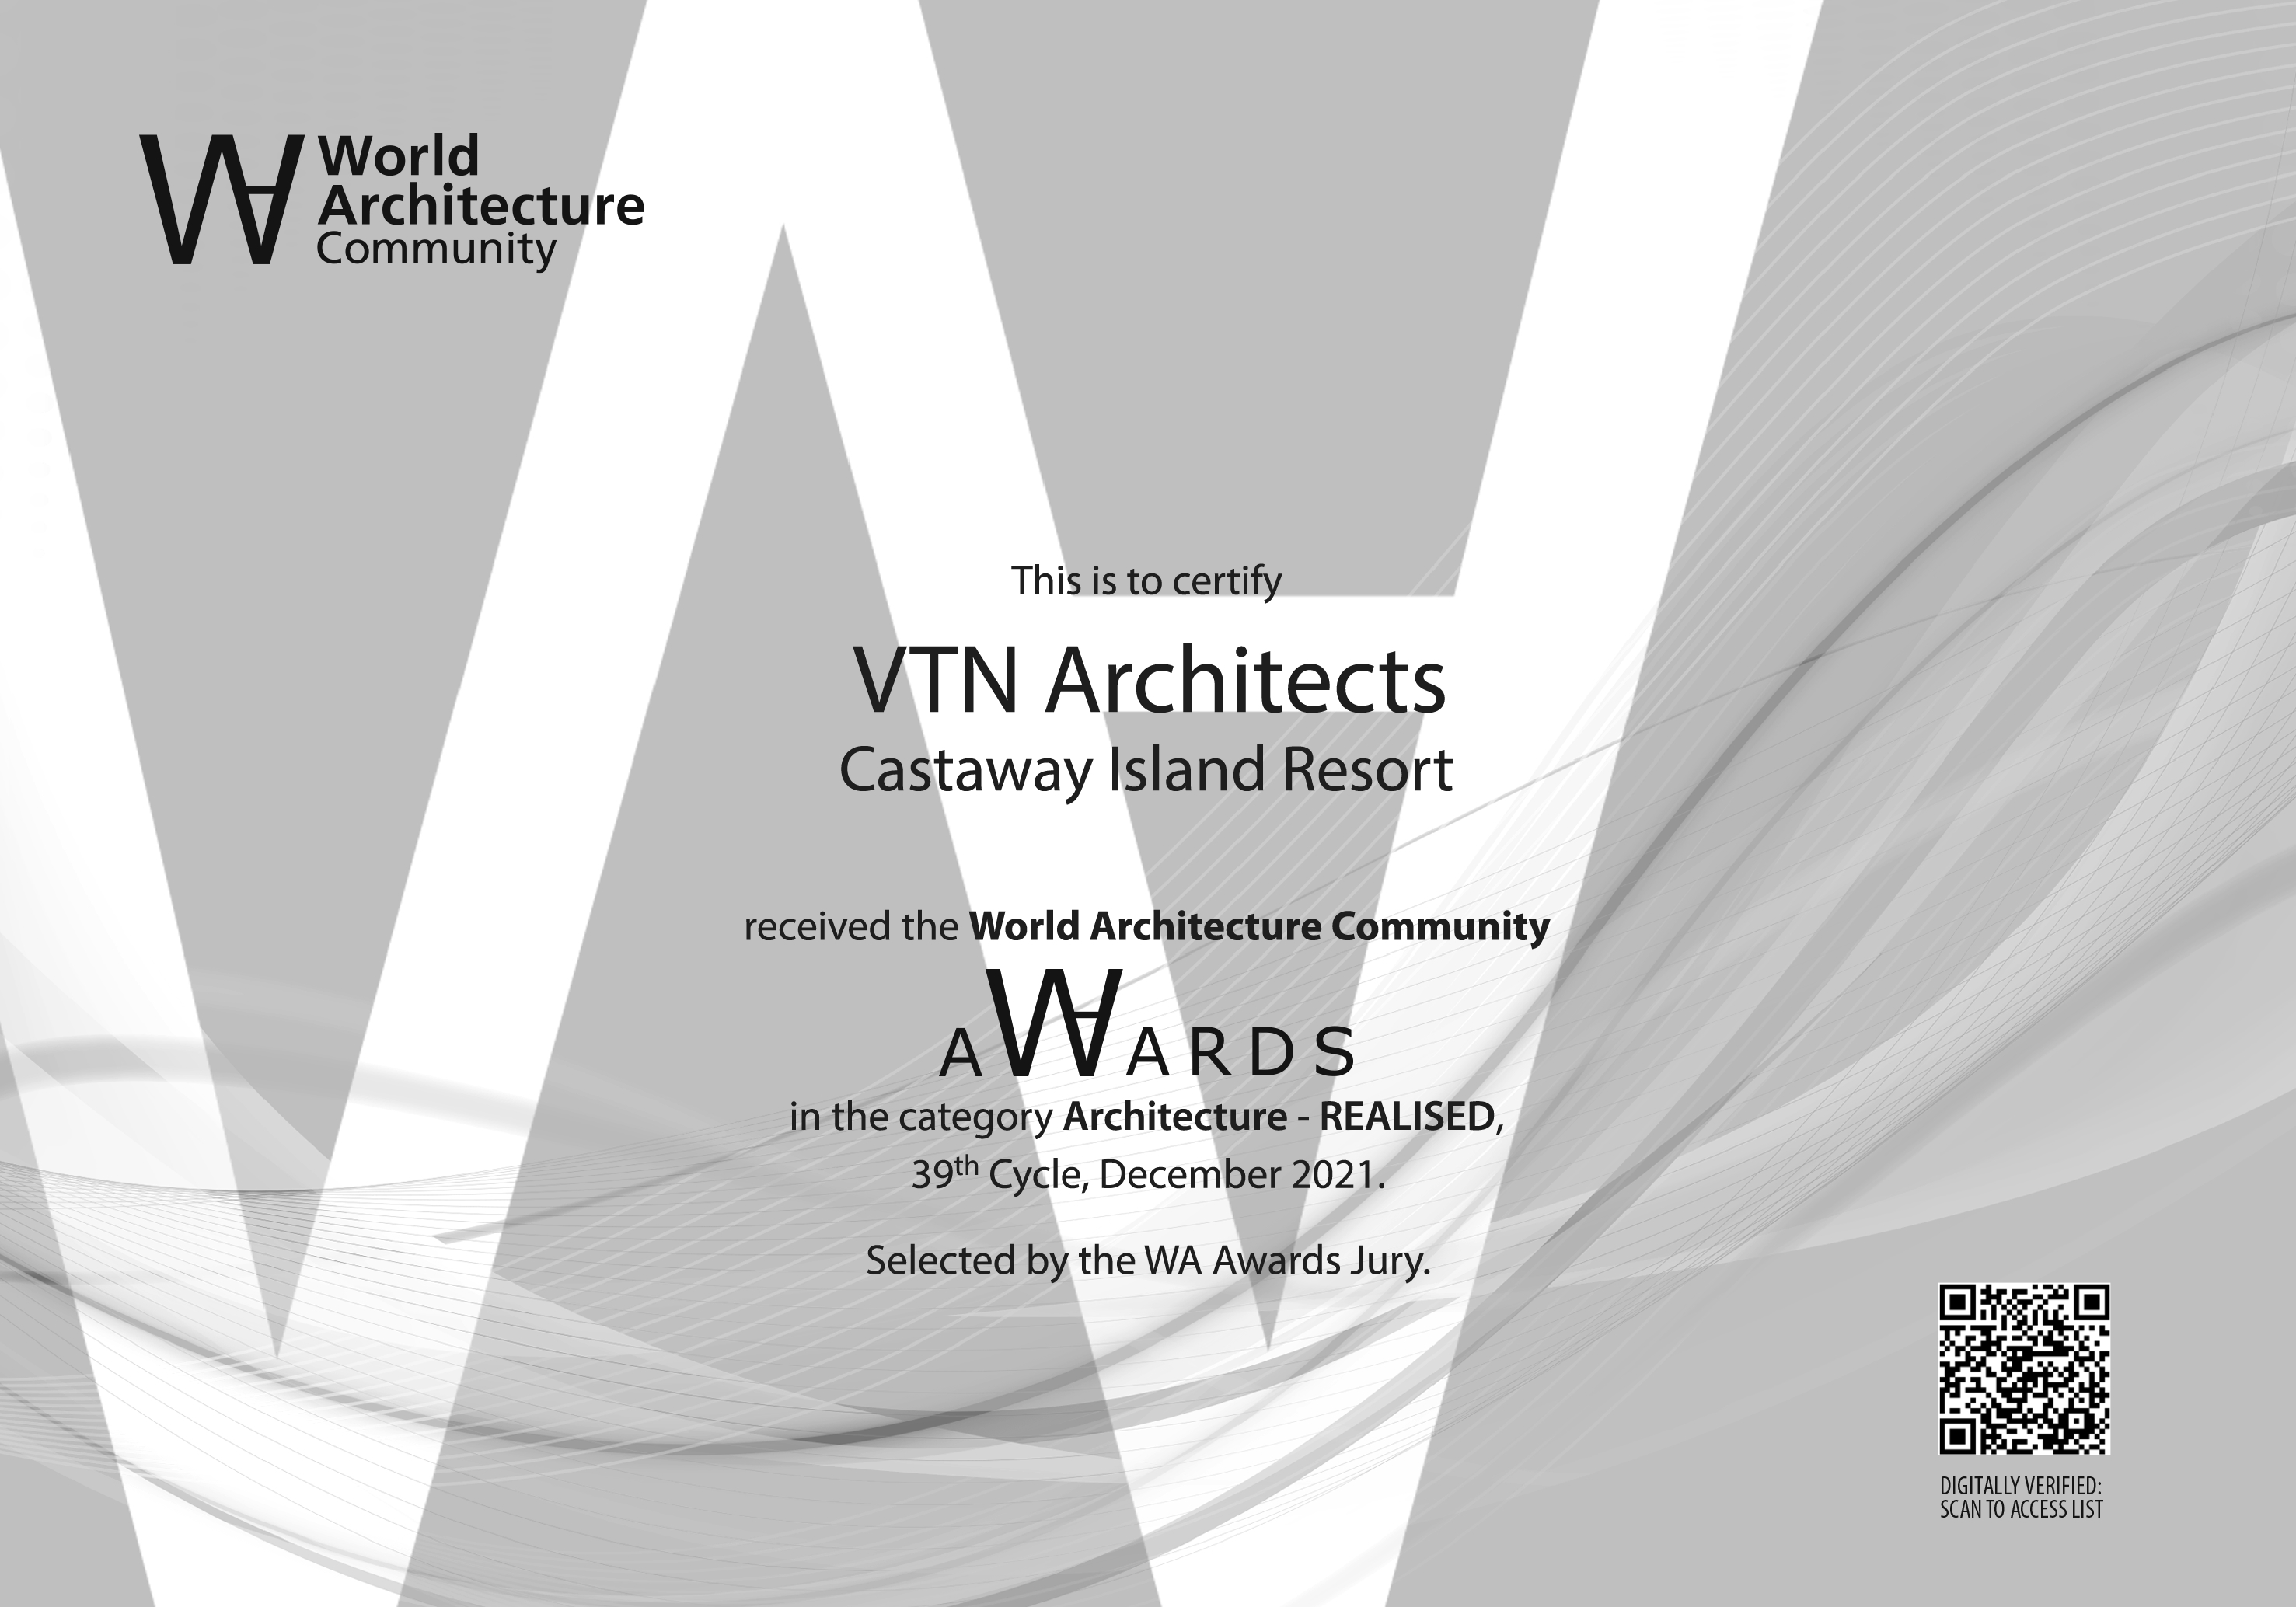 WA World
Architecture
Community
This is to certify
VTN Architects
Castaway Island Resort
received the World Architecture Community
AWARDS
in the category Architecture - REALISED,
39th Cycle, December 2021.
Selected by the WA Awards Jury.
DIGITALLY VERIFIED:
SCAN TO ACCESS LIST